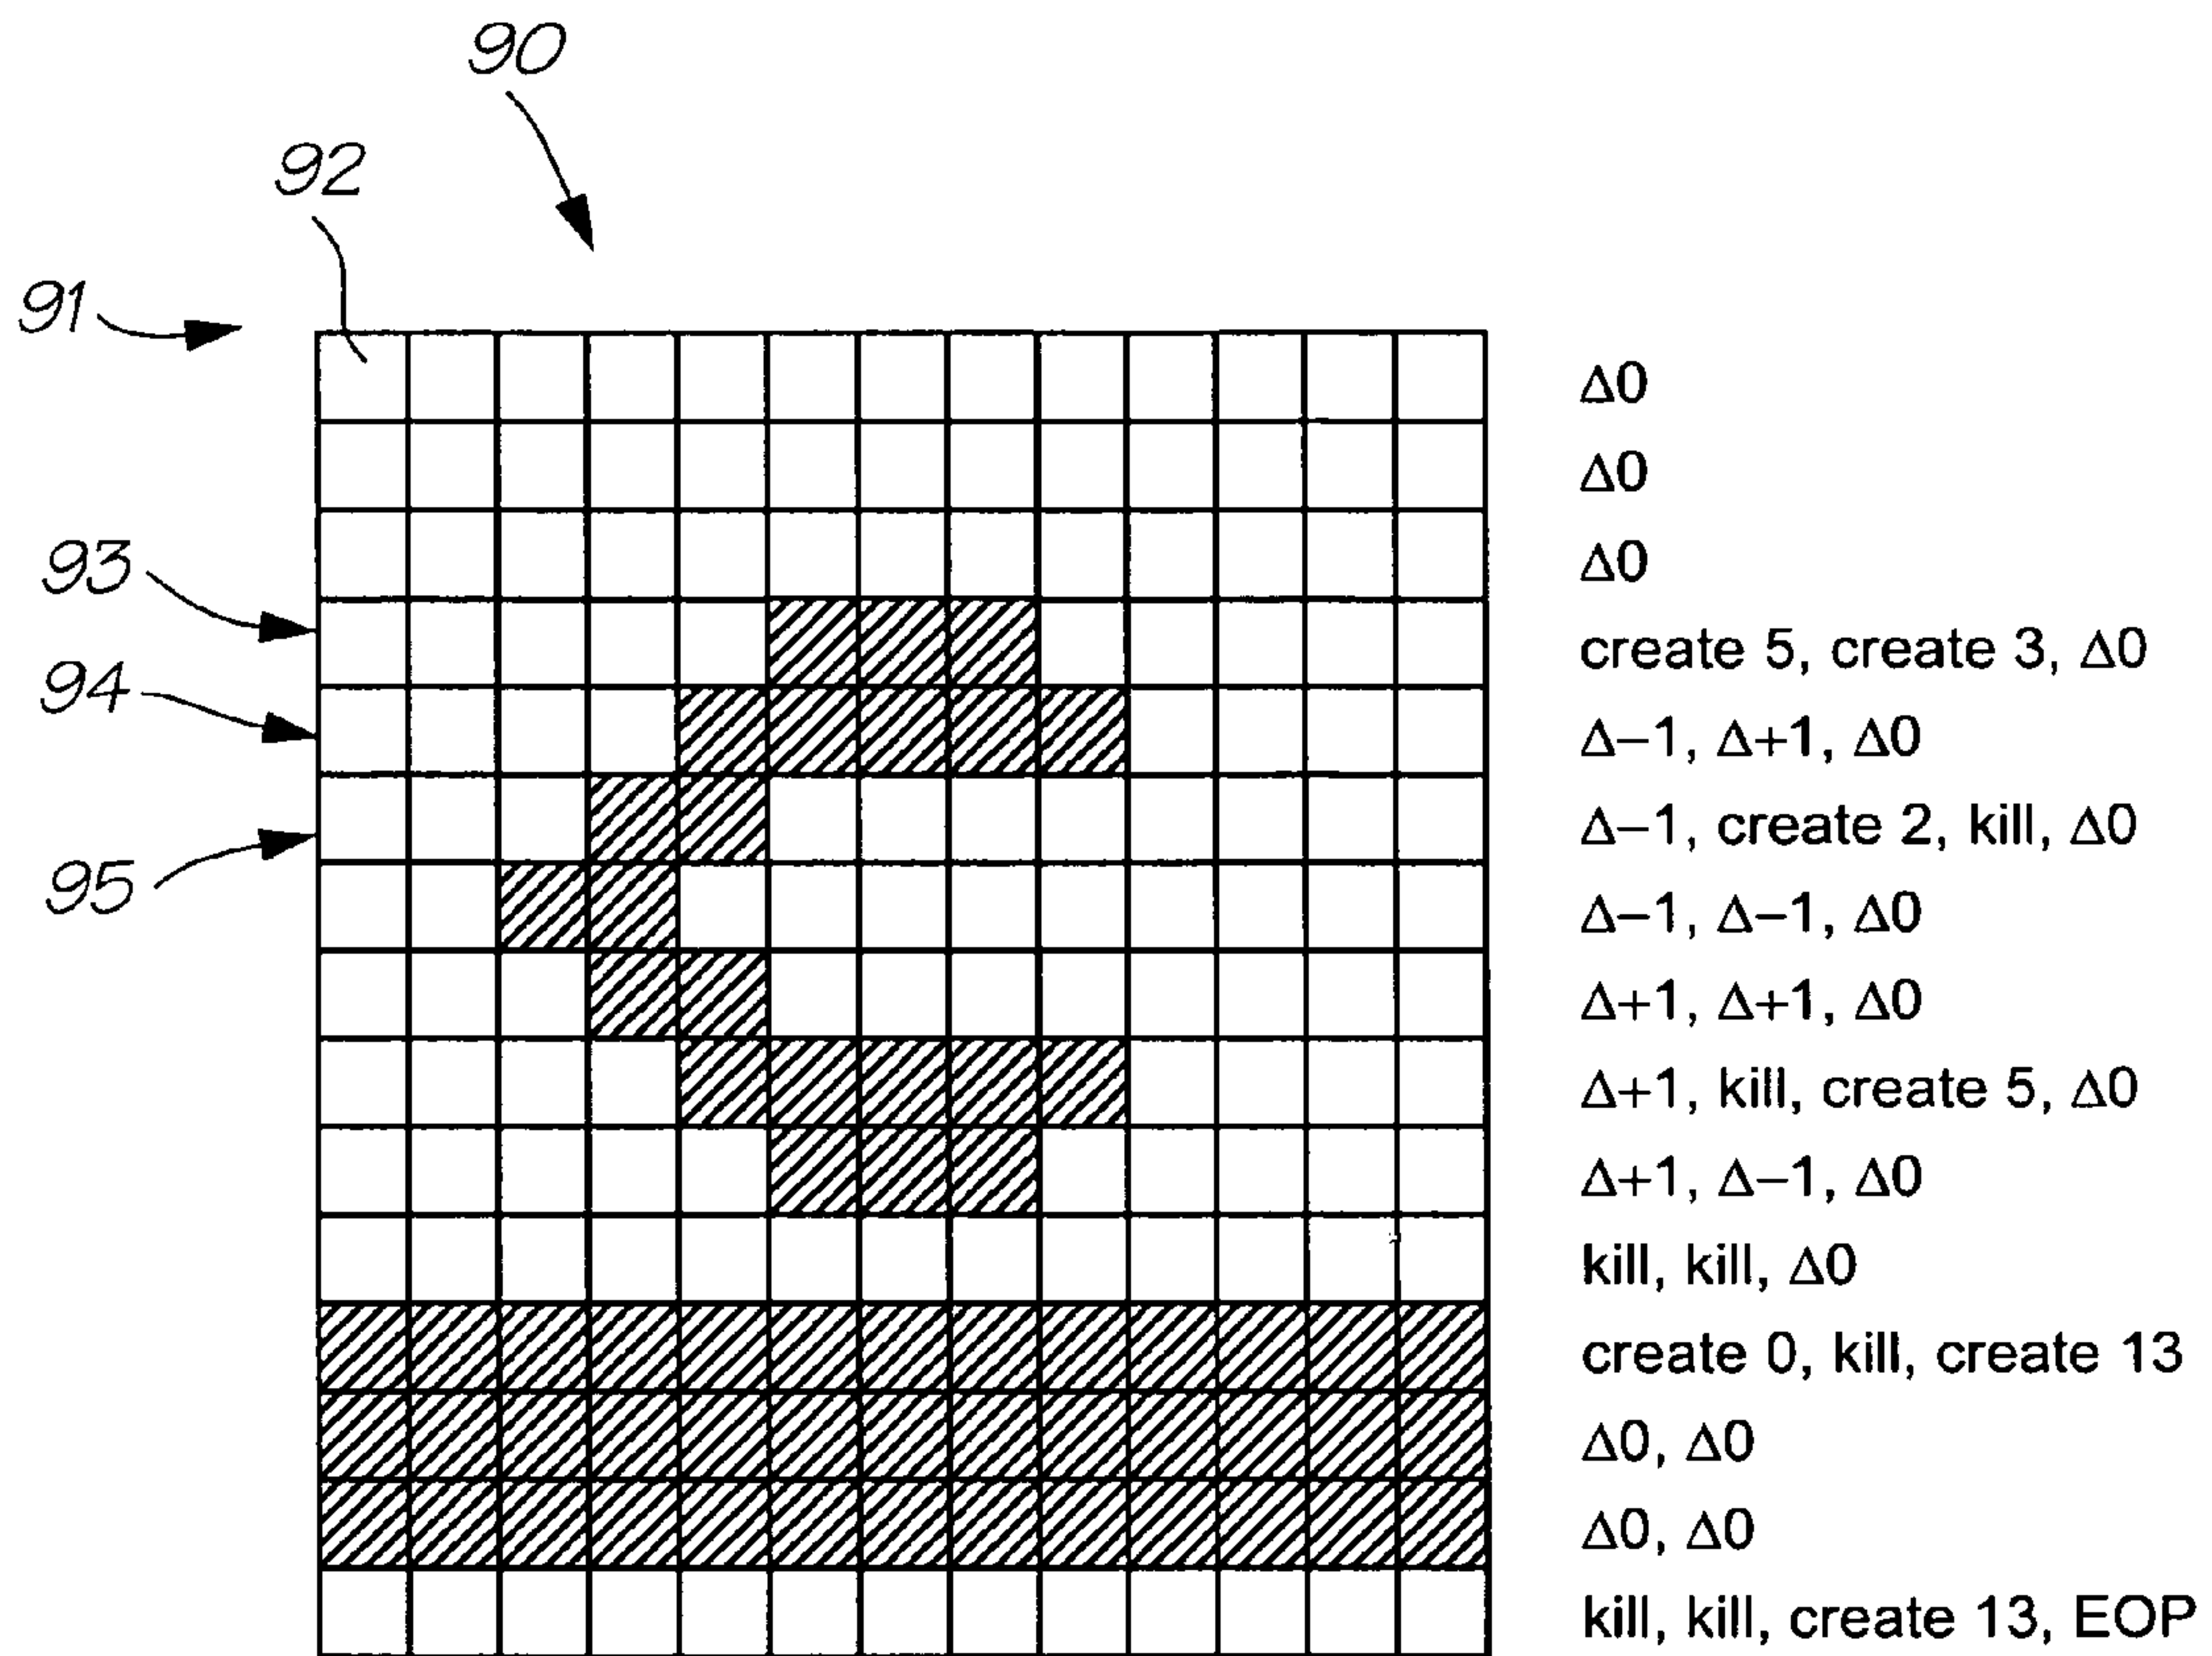 90
92
91
Δ0
Δ0
Δ0
93
create 5, create 3, Δ0
94
Δ−1, Δ+1, Δ0
Δ−1, create 2, kill, Δ0
95
Δ−1, Δ−1, Δ0
Δ+1, Δ+1, Δ0
Δ+1, kill, create 5, Δ0
Δ+1, Δ−1, Δ0
kill, kill, Δ0
create 0, kill, create 13
Δ0, Δ0
Δ0, Δ0
kill, kill, create 13, EOP